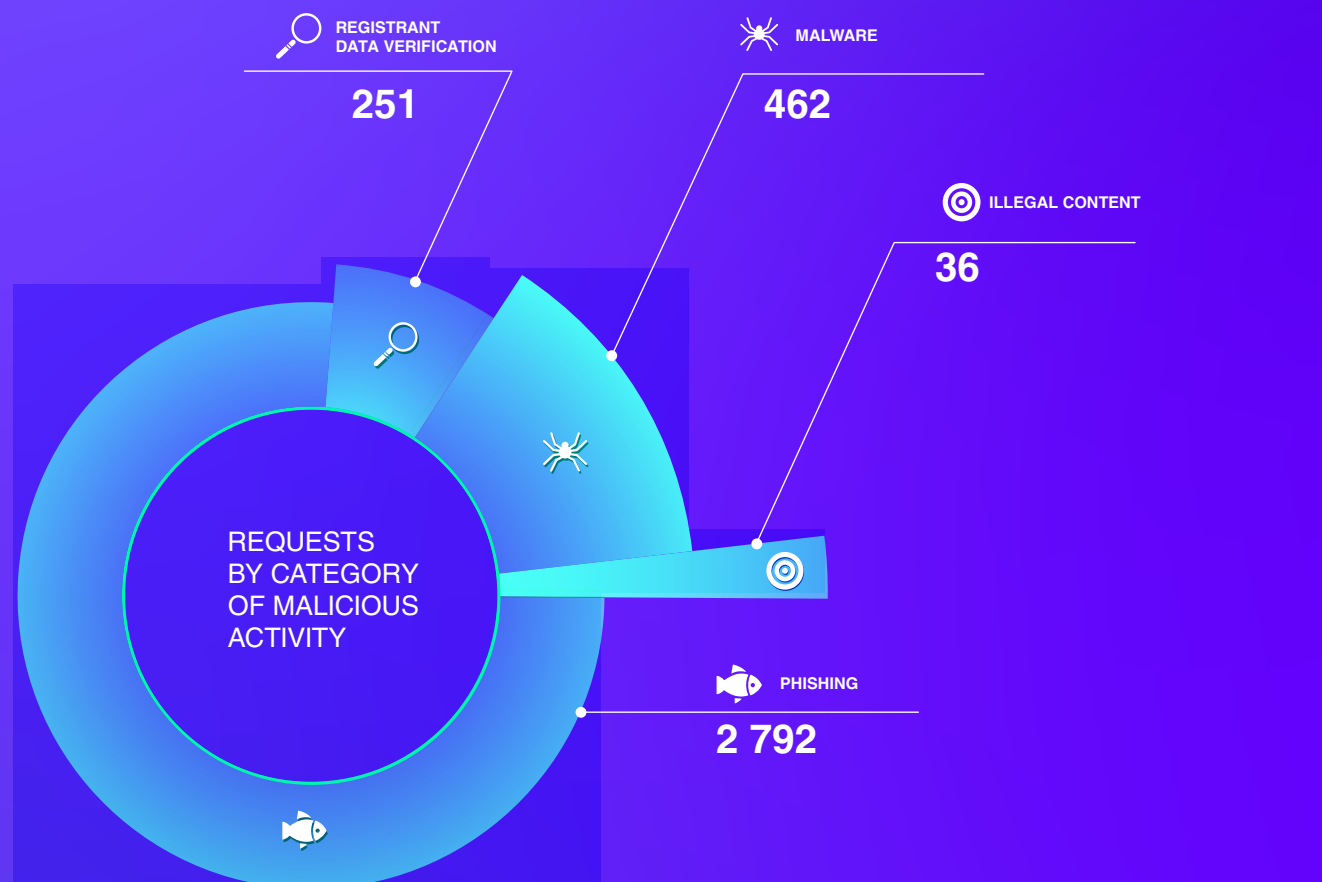 REGISTRANT
DATA VERIFICATION
251
MALWARE
462
ILLEGAL CONTENT
36
REQUESTS
BY CATEGORY
OF MALICIOUS
ACTIVITY
PHISHING
2 792